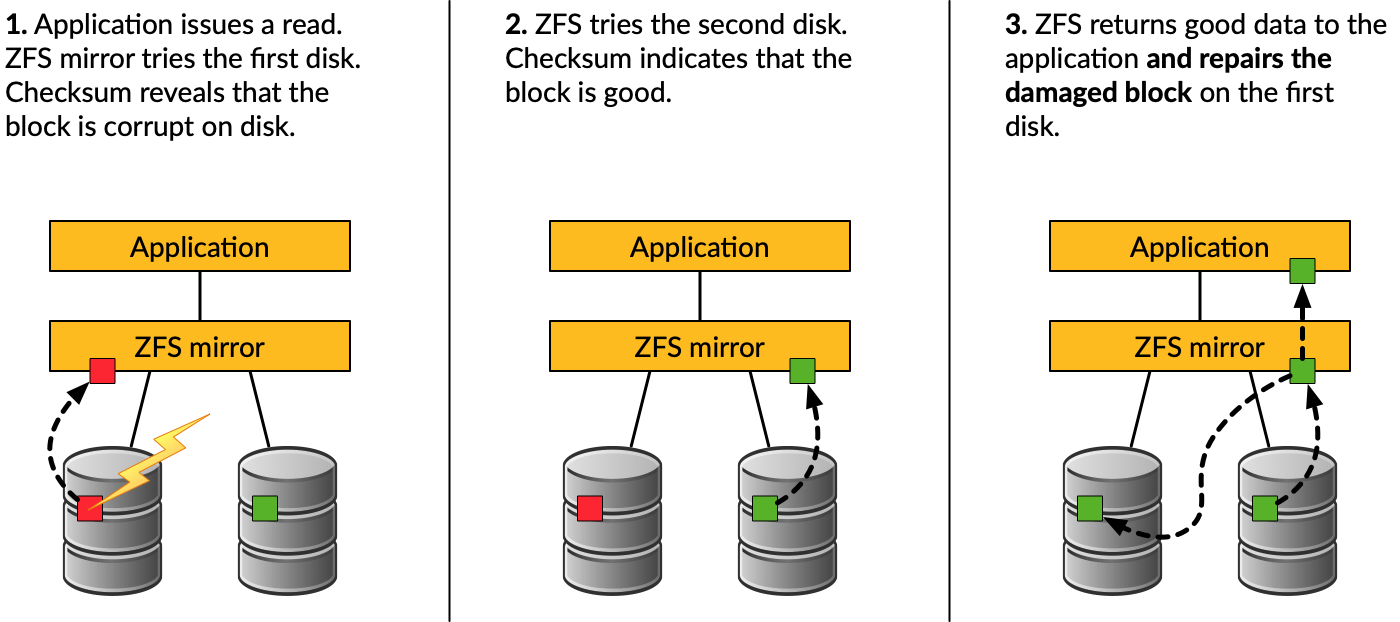 1. Application issues a read.
ZFS mirror tries the first disk.
Checksum reveals that the
block is corrupt on disk.
Application
ZFS mirror
2. ZFS tries the second disk.
Checksum indicates that the
block is good.
Application
ZFS mirror
3. ZFS returns good data to the
application and repairs the
damaged block on the first
disk.
Application
ZFS mirror